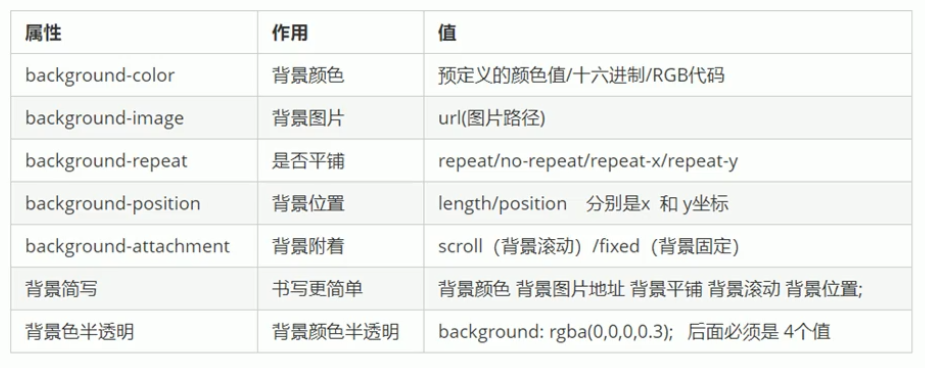 属性 作用 值
background-color 背景颜色 预定义的颜色值/十六进制/RGB代码
background-image 背景图片 url(图片路径)
background-repeat 是否平铺 repeat/no-repeat/repeat-x/repeat-y
background-position 背景位置 length/position 分别是x 和 y坐标
background-attachment 背景附着 scroll（背景滚动）/fixed（背景固定）
背景简写 书写更简单 背景颜色 背景图片地址 背景平铺 背景滚动 背景位置;
背景色半透明 背景颜色半透明 background: rgba(0,0,0,0.3); 后面必须是 4个值